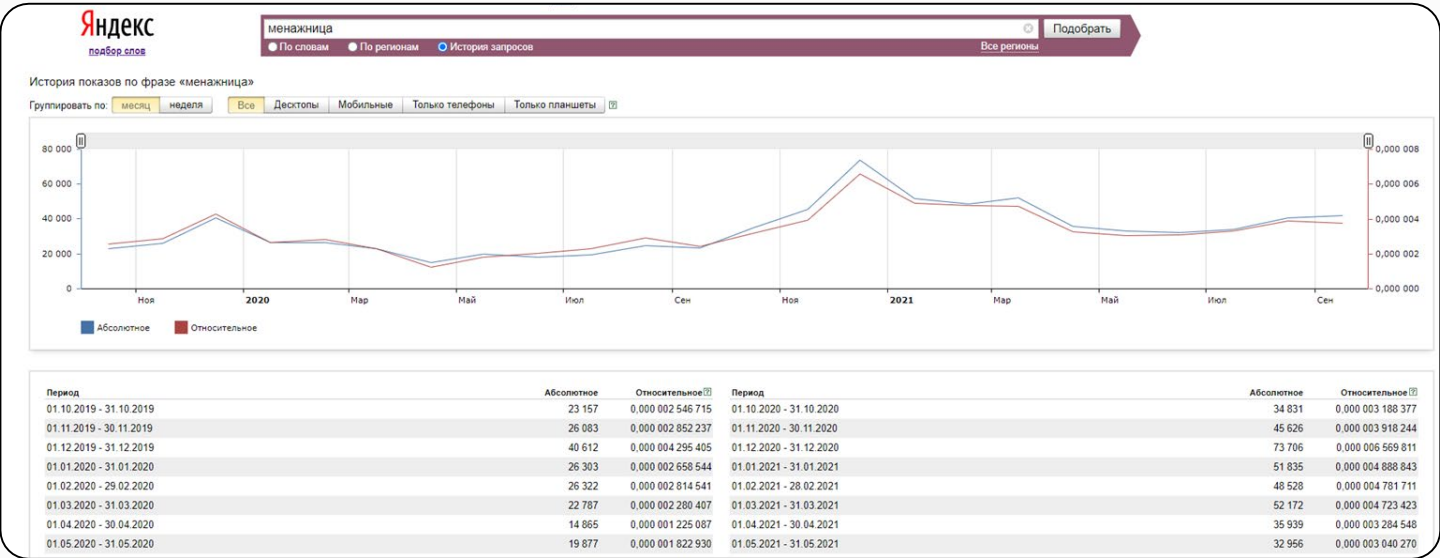 Яндекс
подбор слов
менажница
Подобрать
По словам По регионам История запросов Все регионы
История показов по фразе «менажница»
Группировать по: месяц неделя Все Десктопы Мобильные Только телефоны Только планшеты ?
80 000 0,000 008
60 000 0,000 006
40 000 0,000 004
20 000 0,000 002
0 0,000 000
Ноя 2020 Мар Май Июл Сен Ноя 2021 Мар Май Июл Сен
Абсолютное Относительное
Период Абсолютное Относительное ? Период Абсолютное Относительное ?
01.10.2019 - 31.10.2019 23 157 0,000 002 546 715 01.10.2020 - 31.10.2020 34 831 0,000 003 188 377
01.11.2019 - 30.11.2019 26 083 0,000 002 852 237 01.11.2020 - 30.11.2020 45 626 0,000 003 918 244
01.12.2019 - 31.12.2019 40 612 0,000 004 295 405 01.12.2020 - 31.12.2020 73 706 0,000 006 569 811
01.01.2020 - 31.01.2020 26 303 0,000 002 658 544 01.01.2021 - 31.01.2021 51 835 0,000 004 888 843
01.02.2020 - 29.02.2020 26 322 0,000 002 814 541 01.02.2021 - 28.02.2021 48 528 0,000 004 781 711
01.03.2020 - 31.03.2020 22 787 0,000 002 280 407 01.03.2021 - 31.03.2021 52 172 0,000 004 723 423
01.04.2020 - 30.04.2020 14 865 0,000 001 225 087 01.04.2021 - 30.04.2021 35 939 0,000 003 284 548
01.05.2020 - 31.05.2020 19 877 0,000 001 822 930 01.05.2021 - 31.05.2021 32 956 0,000 003 040 270